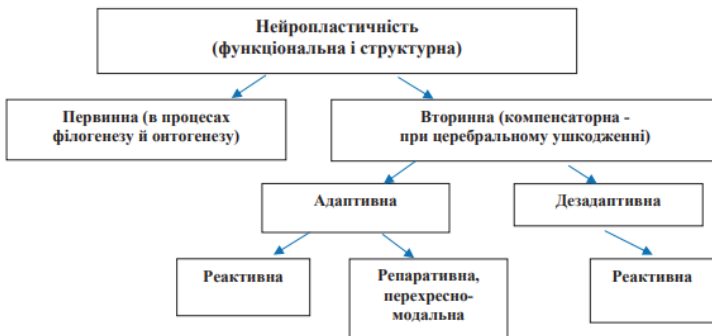 Нейропластичність
(функціональна і структурна)
Первинна (в процесах
філогенезу й онтогенезу)
Вторинна (компенсаторна -
при церебральному ушкодженні)
Адаптивна
Дезадаптивна
Реактивна
Репаративна,
перехресно-
модальна
Реактивна